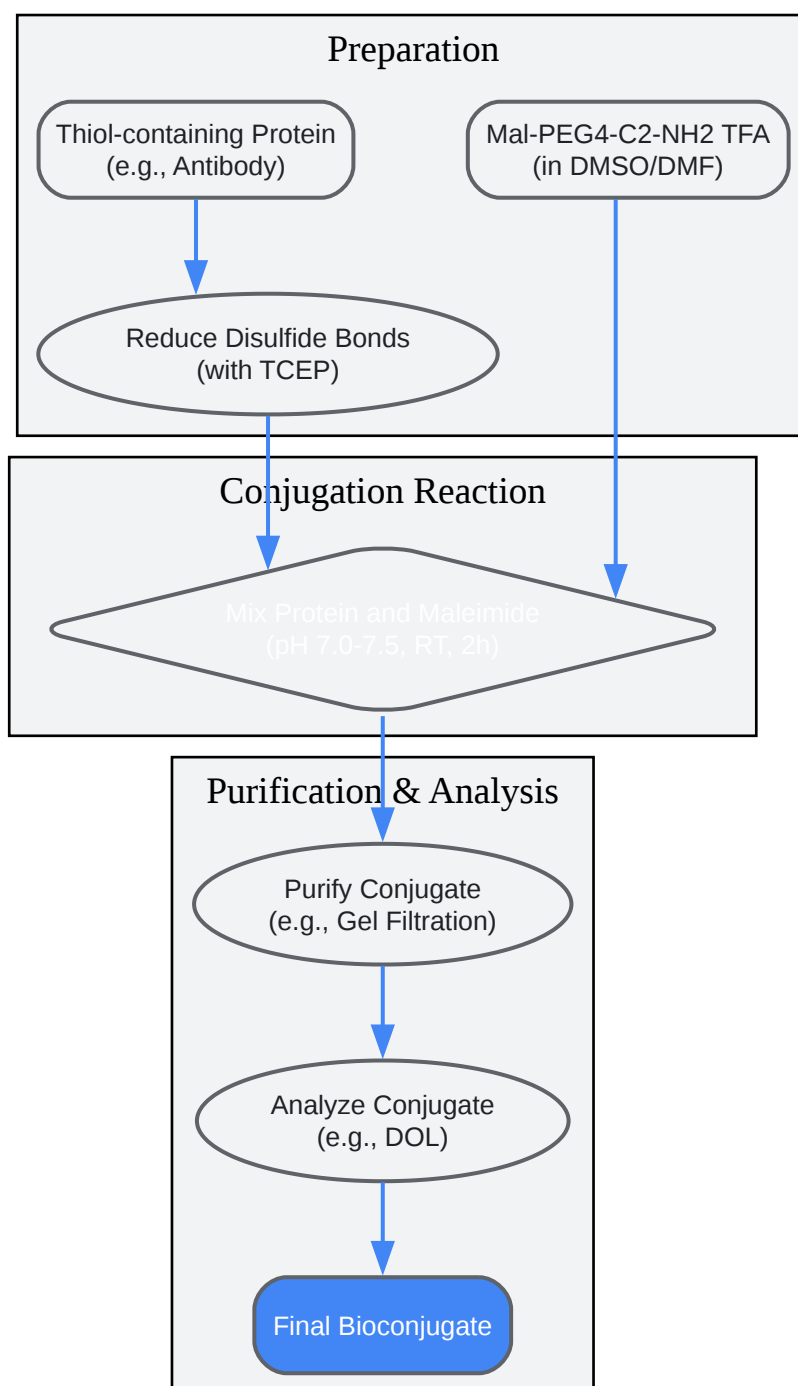 Preparation
Thiol-containing Protein
(e.g., Antibody)
Mal-PEG4-C2-NH2 TFA
(in DMSO/DMF)
Reduce Disulfide Bonds
(with TCEP)
Conjugation Reaction
Mix Protein and Maleimide
(pH 7.0-7.5, RT, 2h)
Purification & Analysis
Purify Conjugate
(e.g., Gel Filtration)
Analyze Conjugate
(e.g., DOL)
Final Bioconjugate